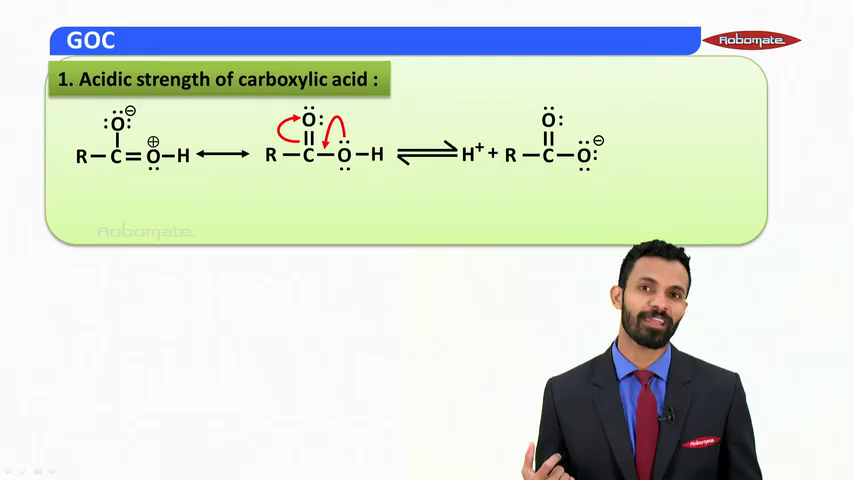 GOC
Robomate
1. Acidic strength of carboxylic acid :
:O: ⊖ :O: :O:
R — C = O⊕ — H ⟷ R — C — O — H ⇌ H⁺ + R — C — O:⊖
Robomate
Robomate